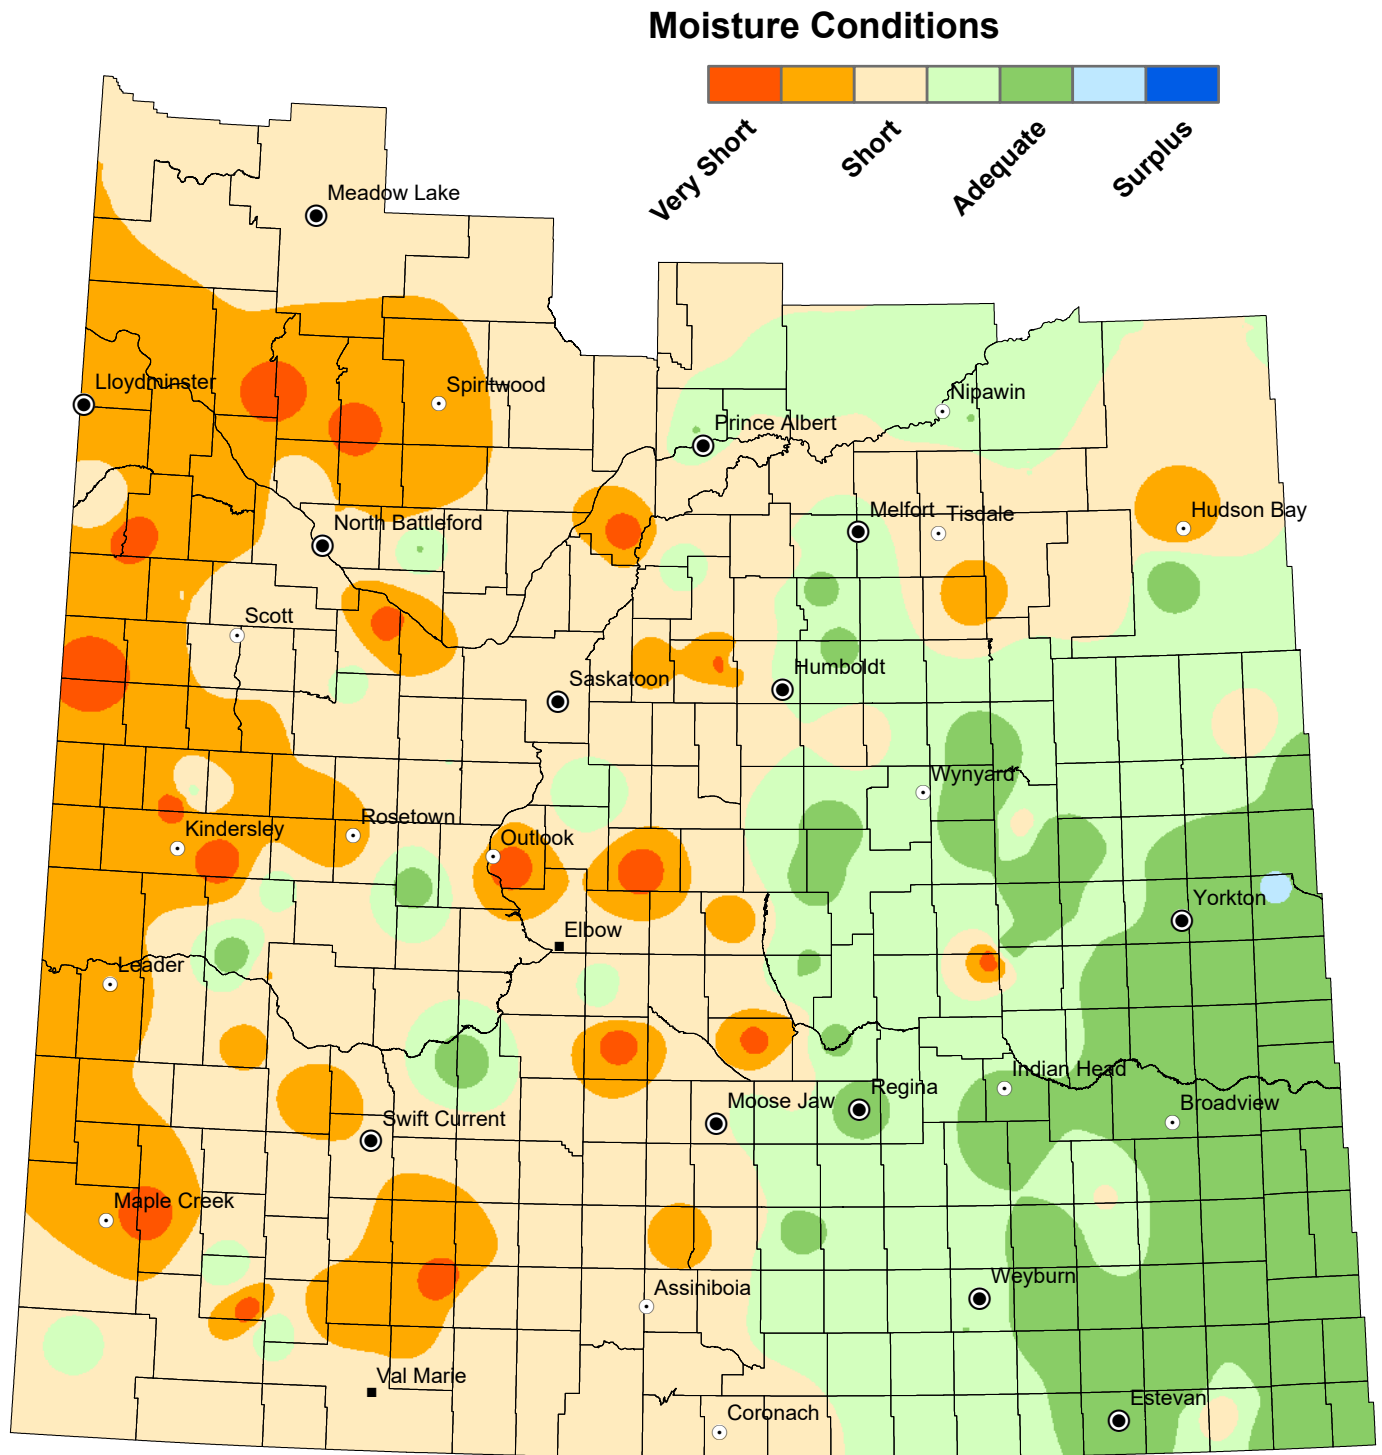 Moisture Conditions
Very Short
Short
Adequate
Surplus
Meadow Lake
Lloydminster
Spiritwood
Nipawin
Prince Albert
Hudson Bay
Melfort
Tisdale
North Battleford
Scott
Humboldt
Saskatoon
Wynyard
Rosetown
Kindersley
Outlook
Yorkton
Elbow
Leader
Indian Head
Regina
Moose Jaw
Broadview
Swift Current
Maple Creek
Weyburn
Assiniboia
Val Marie
Estevan
Coronach